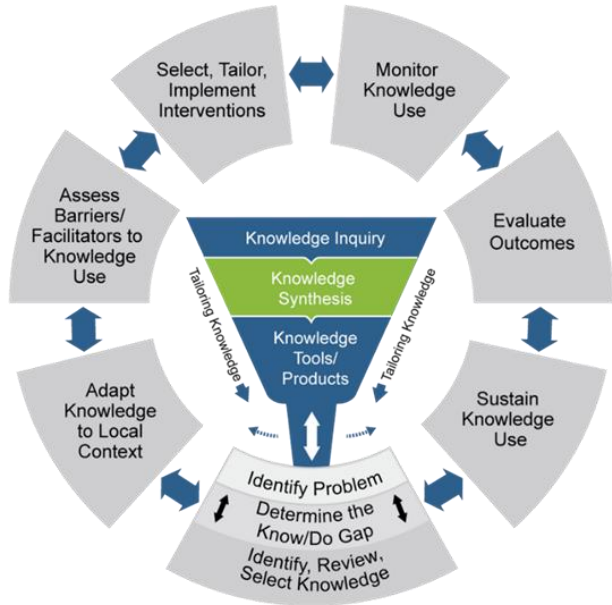 Select, Tailor,
Implement
Interventions
Monitor
Knowledge
Use
Assess
Barriers/
Facilitators to
Knowledge
Use
Evaluate
Outcomes
Knowledge Inquiry
Knowledge
Synthesis
Knowledge
Tools/
Products
Tailoring Knowledge
Tailoring Knowledge
Adapt
Knowledge
to Local
Context
Sustain
Knowledge
Use
Identify Problem
Determine the
Know/Do Gap
Identify, Review,
Select Knowledge